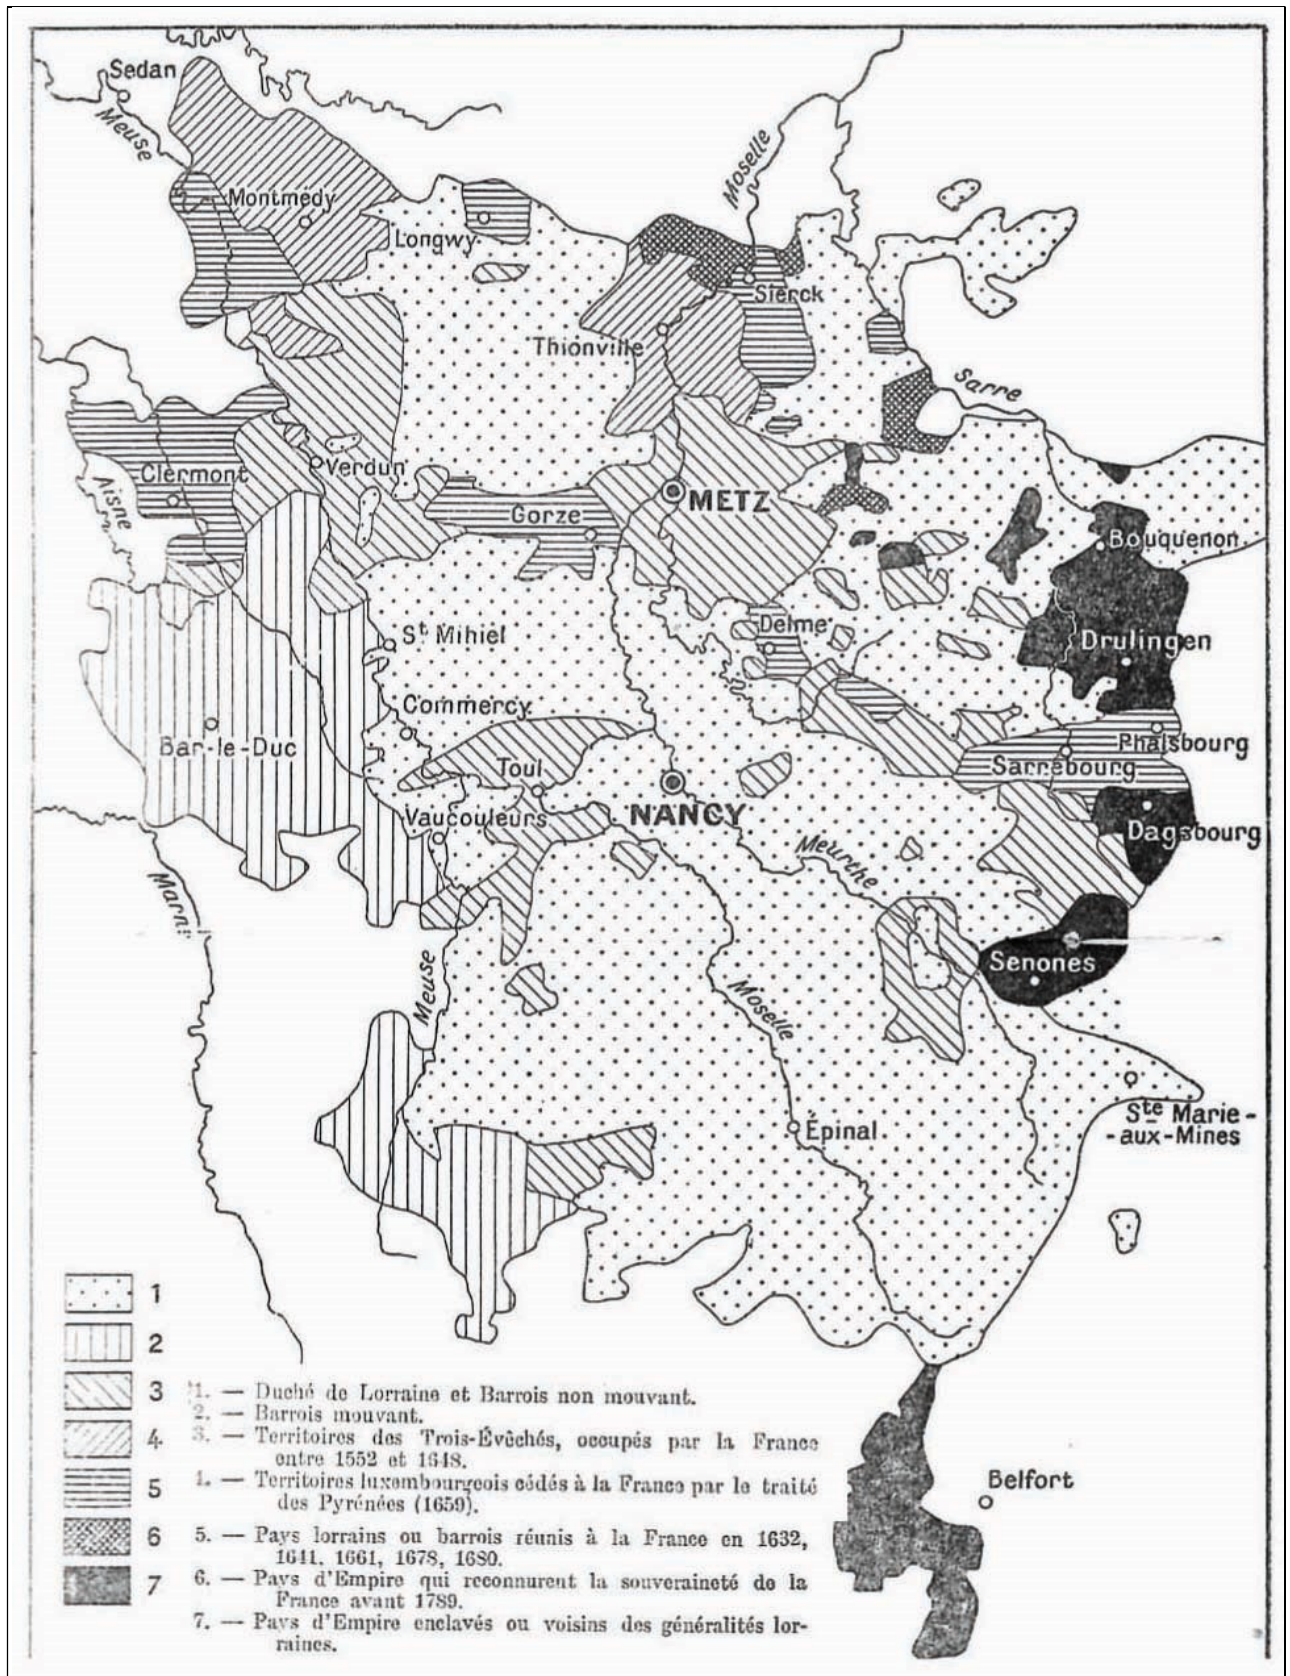 Sedan
Meuse
Montmédy
Longwy
Moselle
Sierck
Thionville
Sarre
Clermont
Verdun
Aisne
METZ
Gorze
Bouquenon
Delme
Drulingen
St Mihiel
Commercy
Bar-le-Duc
Toul
Phalsbourg
Sarrebourg
NANCY
Vaucouleurs
Dagsbourg
Meurthe
Marne
Senones
Meuse
Moselle
Ste Marie-
-aux-Mines
Épinal
Belfort
1
2
3
4
5
6
7
1. — Duché de Lorraine et Barrois non mouvant.
2. — Barrois mouvant.
3. — Territoires des Trois-Évêchés, occupés par la France
entre 1552 et 1648.
4. — Territoires luxembourgeois cédés à la France par le traité
des Pyrénées (1659).
5. — Pays lorrains ou barrois réunis à la France en 1632,
1641, 1661, 1678, 1680.
6. — Pays d'Empire qui reconnurent la souveraineté de la
France avant 1789.
7. — Pays d'Empire enclavés ou voisins des généralités lor-
raines.